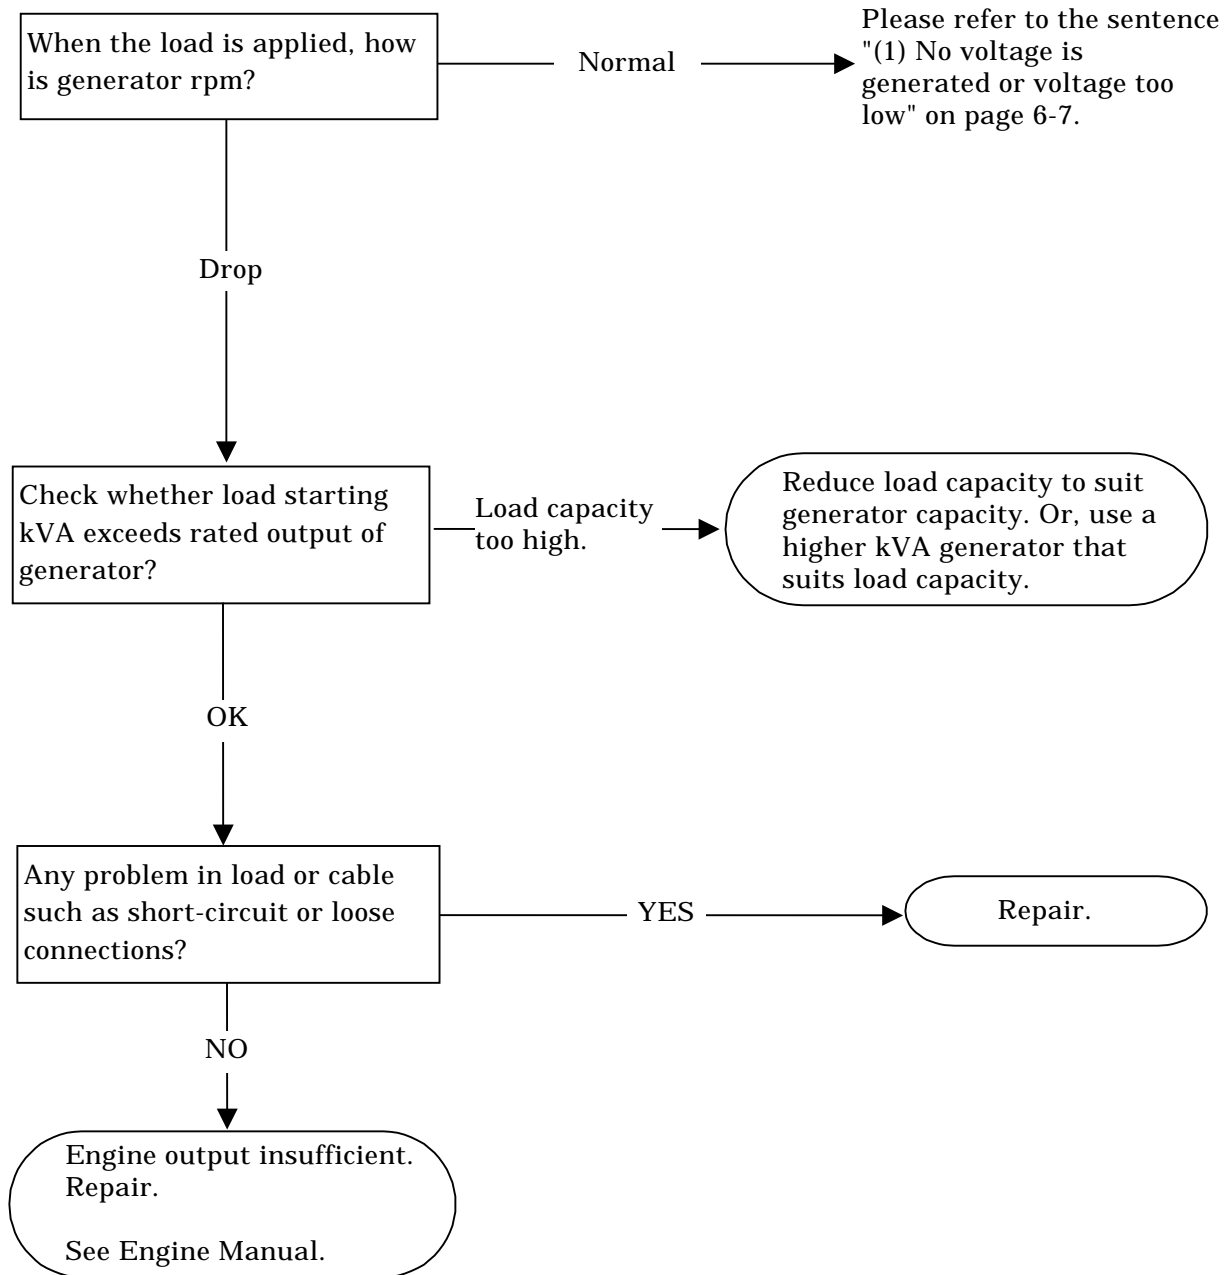 When the load is applied, how
is generator rpm?
Normal
Please refer to the sentence
"(1) No voltage is
generated or voltage too
low" on page 6-7.
Drop
Check whether load starting
kVA exceeds rated output of
generator?
Load capacity
too high.
Reduce load capacity to suit
generator capacity. Or, use a
higher kVA generator that
suits load capacity.
OK
Any problem in load or cable
such as short-circuit or loose
connections?
YES
Repair.
NO
Engine output insufficient.
Repair.
See Engine Manual.